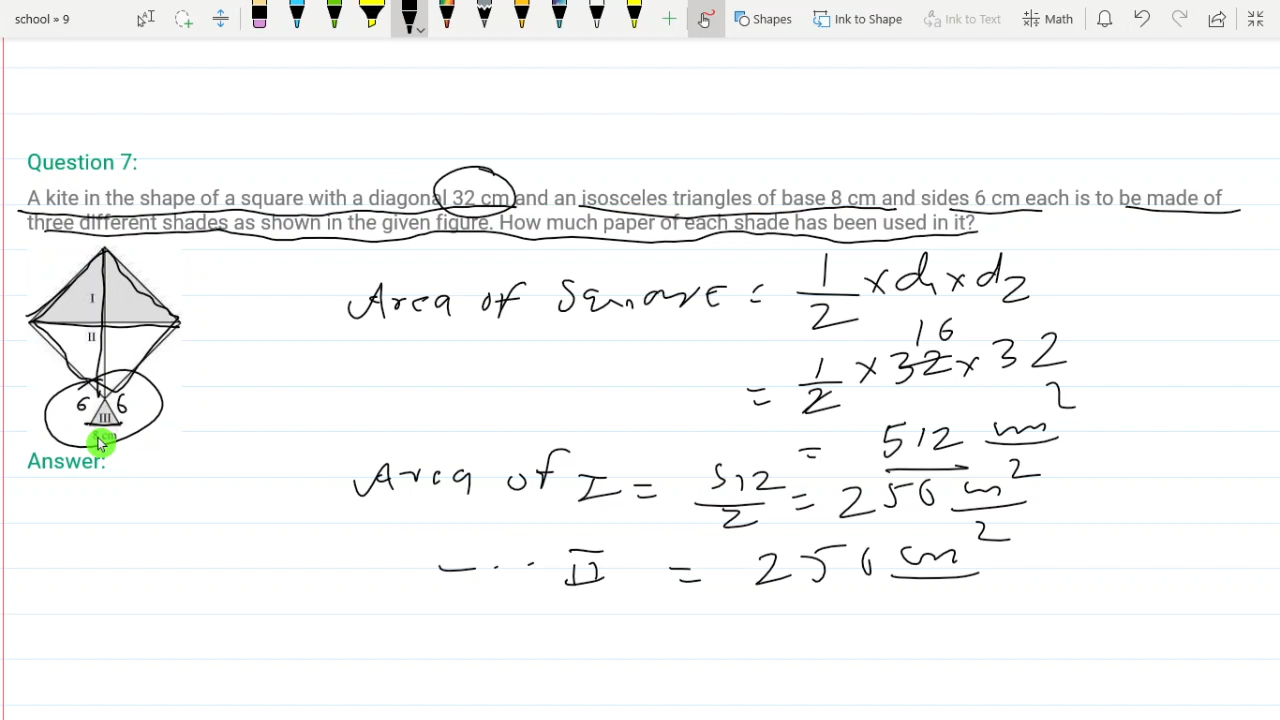 school » 9
Shapes
Ink to Shape
Ink to Text
Math
Question 7:
A kite in the shape of a square with a diagonal 32 cm and an isosceles triangles of base 8 cm and sides 6 cm each is to be made of
three different shades as shown in the given figure. How much paper of each shade has been used in it?
I
II
6 6
III
cm
Answer:
Area of Square = 1/2 × d1 × d2
16
= 1/2 × 32 × 32
= 512 cm2
Area of I = 512/2 = 256 cm2
--- II = 256 cm2